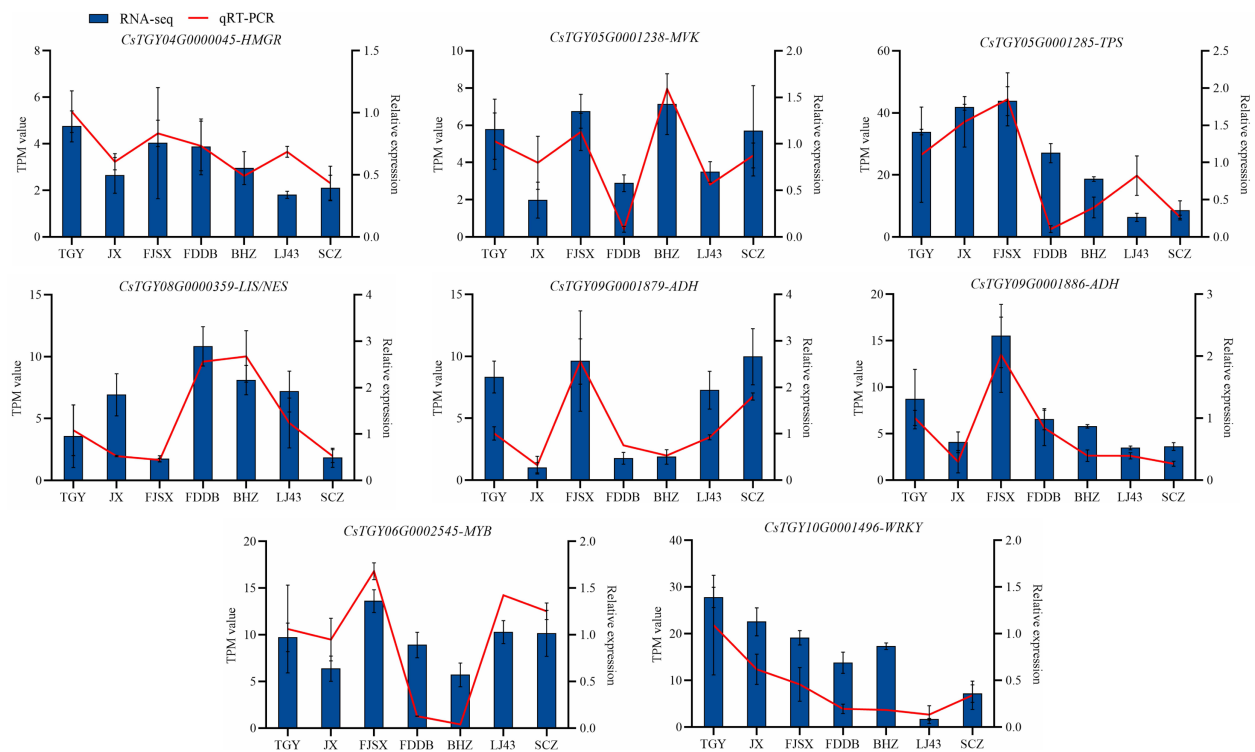 RNA-seq qRT-PCR
CsTGY04G0000045-HMGR
TPM value
8
6
4
2
0
1.5
1.0
0.5
0.0
Relative expression
TGY JX FJSX FDDB BHZ LJ43 SCZ
CsTGY05G0001238-MVK
TPM value
10
8
6
4
2
0
2.0
1.5
1.0
0.5
0.0
Relative expression
TGY JX FJSX FDDB BHZ LJ43 SCZ
CsTGY05G0001285-TPS
TPM value
60
40
20
0
2.5
2.0
1.5
1.0
0.5
0.0
Relative expression
TGY JX FJSX FDDB BHZ LJ43 SCZ
CsTGY08G0000359-LIS/NES
TPM value
15
10
5
0
4
3
2
1
0
Relative expression
TGY JX FJSX FDDB BHZ LJ43 SCZ
CsTGY09G0001879-ADH
TPM value
15
10
5
0
4
3
2
1
0
Relative expression
TGY JX FJSX FDDB BHZ LJ43 SCZ
CsTGY09G0001886-ADH
TPM value
20
15
10
5
0
3
2
1
0
Relative expression
TGY JX FJSX FDDB BHZ LJ43 SCZ
CsTGY06G0002545-MYB
TPM value
20
15
10
5
0
2.0
1.5
1.0
0.5
0.0
Relative expression
TGY JX FJSX FDDB BHZ LJ43 SCZ
CsTGY10G0001496-WRKY
TPM value
40
30
20
10
0
2.0
1.5
1.0
0.5
0.0
Relative expression
TGY JX FJSX FDDB BHZ LJ43 SCZ